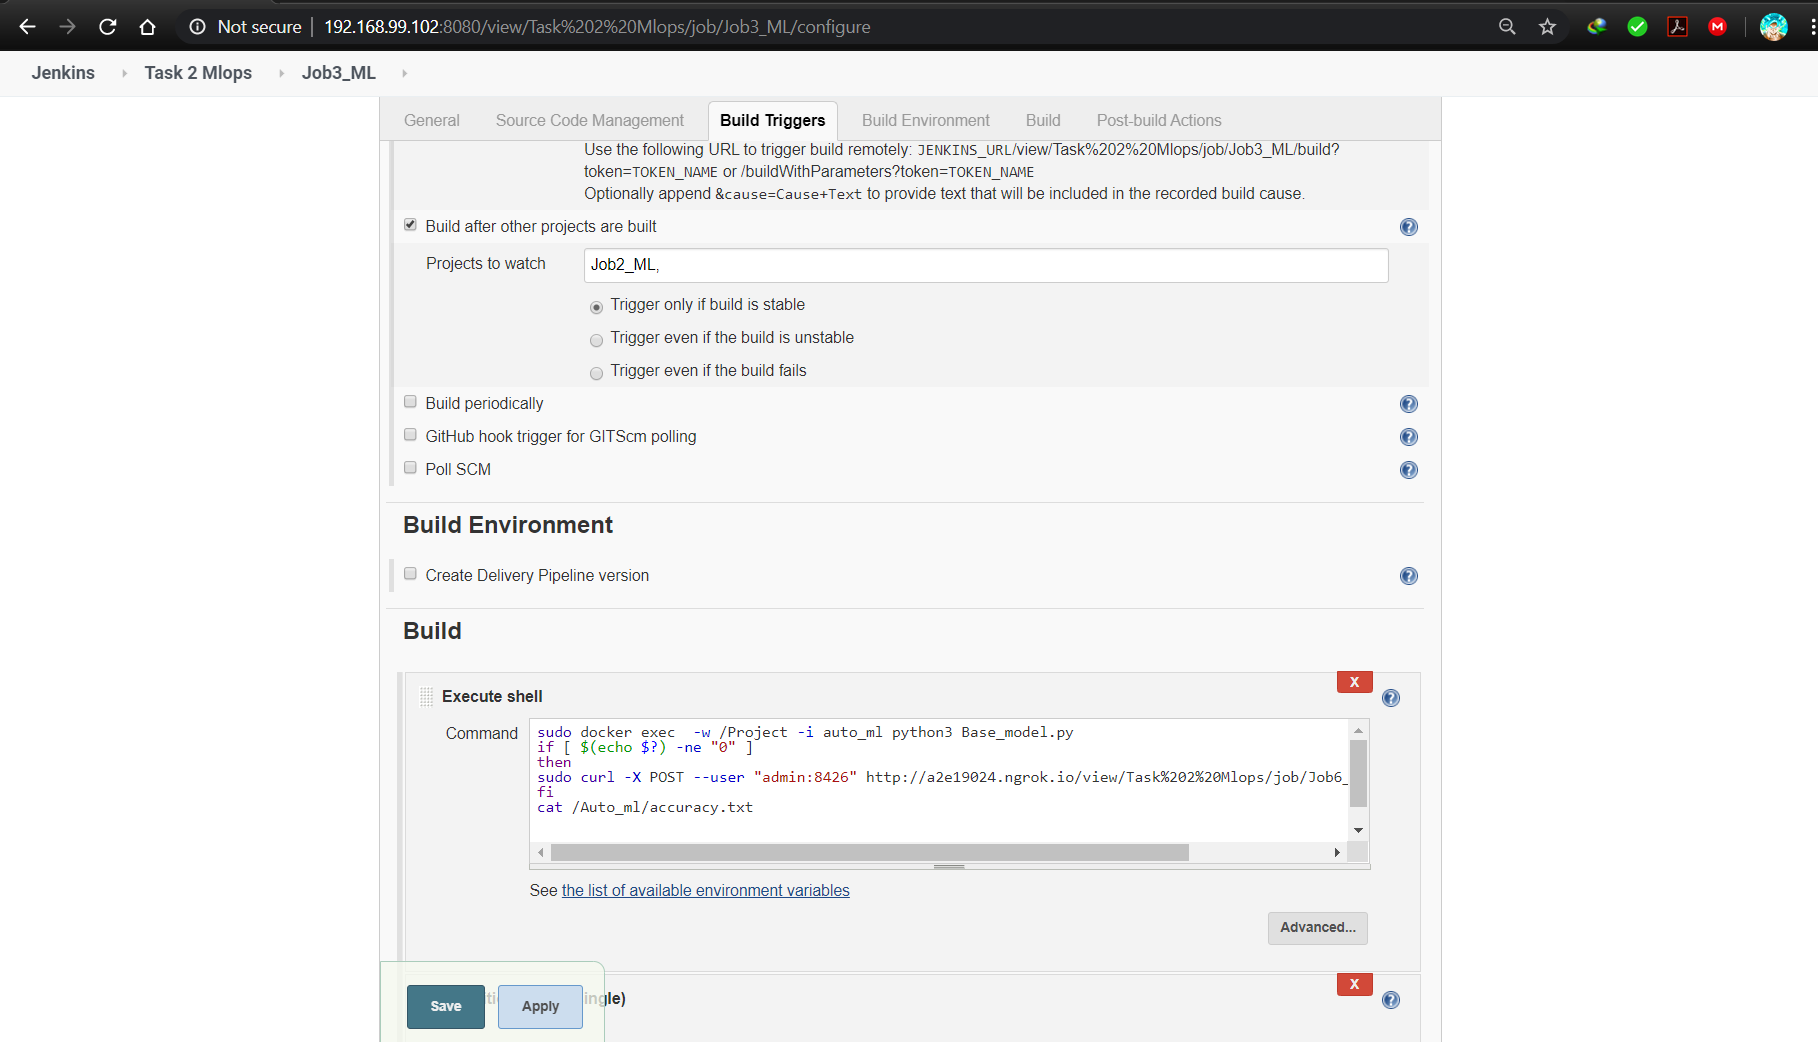 Not secure | 192.168.99.102:8080/view/Task%202%20Mlops/job/Job3_ML/configure
Jenkins Task 2 Mlops Job3_ML
General Source Code Management Build Triggers Build Environment Build Post-build Actions
Use the following URL to trigger build remotely: JENKINS_URL/view/Task%202%20Mlops/job/Job3_ML/build?
token=TOKEN_NAME or /buildWithParameters?token=TOKEN_NAME
Optionally append &cause=Cause+Text to provide text that will be included in the recorded build cause.
Build after other projects are built
Projects to watch Job2_ML,
Trigger only if build is stable
Trigger even if the build is unstable
Trigger even if the build fails
Build periodically
GitHub hook trigger for GITScm polling
Poll SCM
Build Environment
Create Delivery Pipeline version
Build
X
Execute shell
Command
sudo docker exec  -w /Project -i auto_ml python3 Base_model.py
if [ $(echo $?) -ne "0" ]
then
sudo curl -X POST --user "admin:8426" http://a2e19024.ngrok.io/view/Task%202%20Mlops/job/Job6_
fi
cat /Auto_ml/accuracy.txt
See the list of available environment variables
Advanced...
X
Save Apply